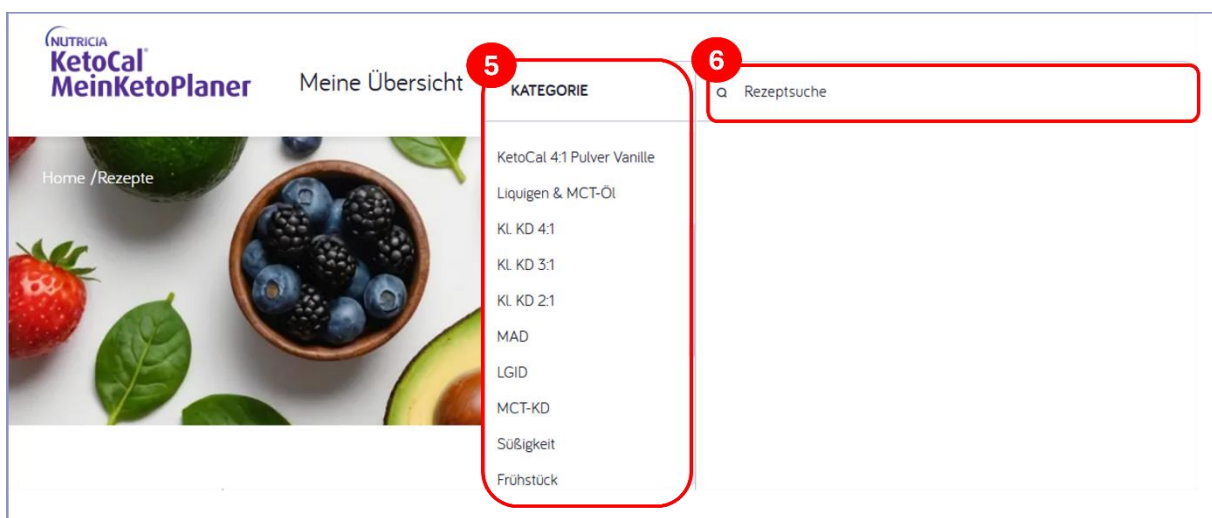 NUTRICIA
KetoCal
MeinKetoPlaner
Meine Übersicht
5
KATEGORIE
6
Rezeptsuche
Home /Rezepte
KetoCal 4:1 Pulver Vanille
Liquigen & MCT-Öl
Kl. KD 4:1
Kl. KD 3:1
Kl. KD 2:1
MAD
LGID
MCT-KD
Süßigkeit
Frühstück